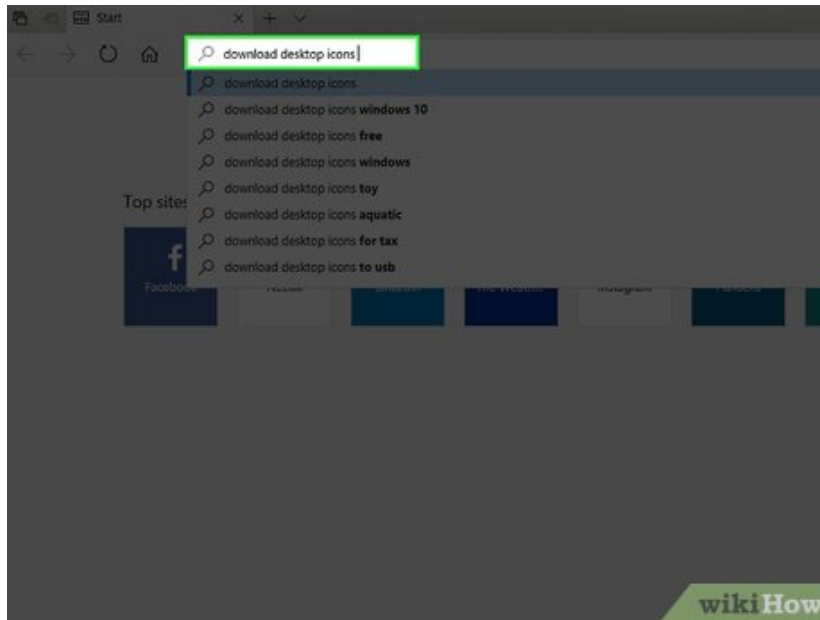 Start
download desktop icons
download desktop icons
download desktop icons windows 10
download desktop icons free
download desktop icons windows
download desktop icons toy
download desktop icons aquatic
download desktop icons for tax
download desktop icons to usb
Top sites
Facebook
wikiHow